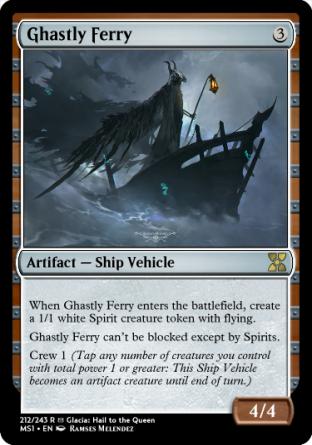 Ghastly Ferry 3
Artifact — Ship Vehicle
When Ghastly Ferry enters the battlefield, create
a 1/1 white Spirit creature token with flying.
Ghastly Ferry can't be blocked except by Spirits.
Crew 1 (Tap any number of creatures you control
with total power 1 or greater: This Ship Vehicle
becomes an artifact creature until end of turn.)
4/4
212/243 R Glacia: Hail to the Queen
MS1 • EN Ramses Melendez